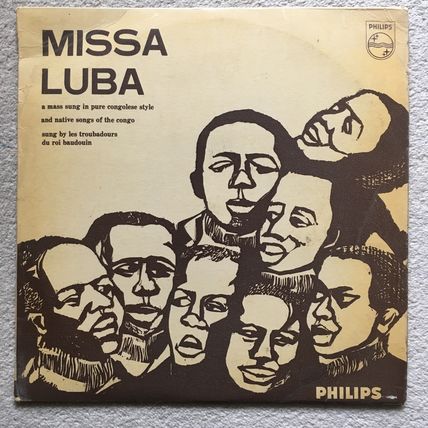 MISSA
LUBA
PHILIPS
a mass sung in pure congolese style
and native songs of the congo
sung by les troubadours
du roi baudouin
PHILIPS